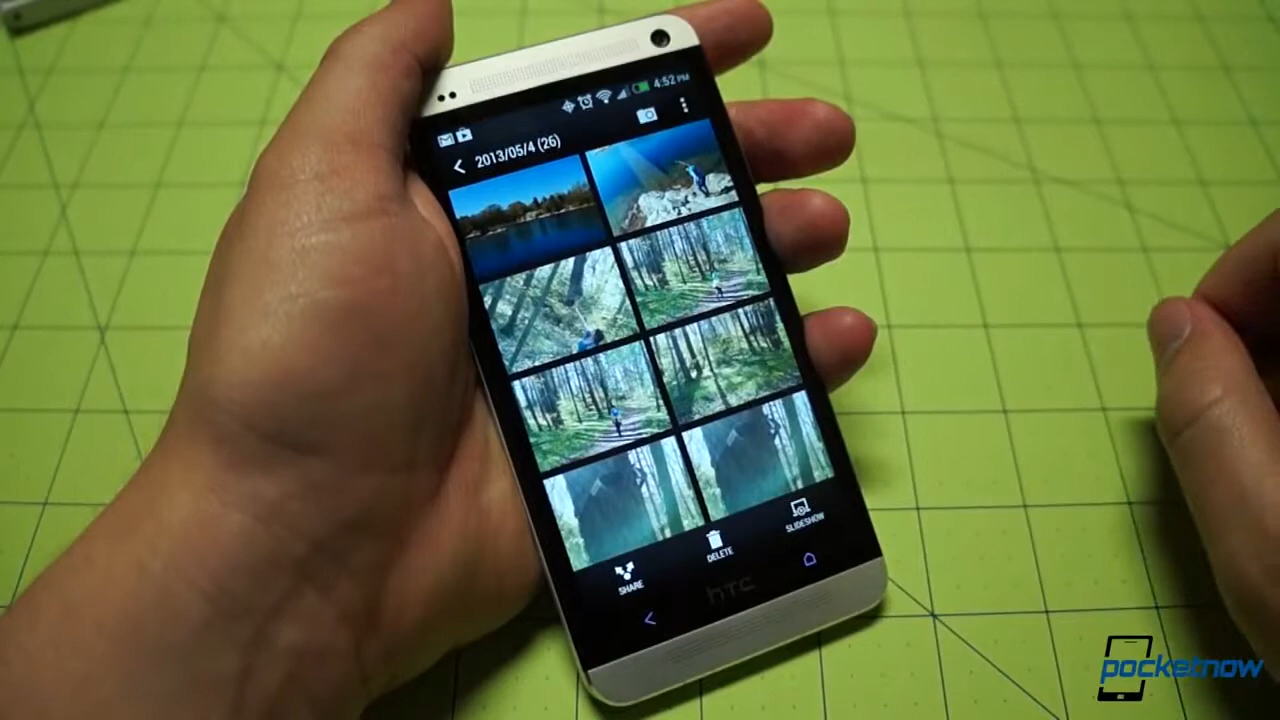 4:52 PM
2013/05/4 (26)
SHARE
DELETE
SLIDESHOW
hTC
pocketnow